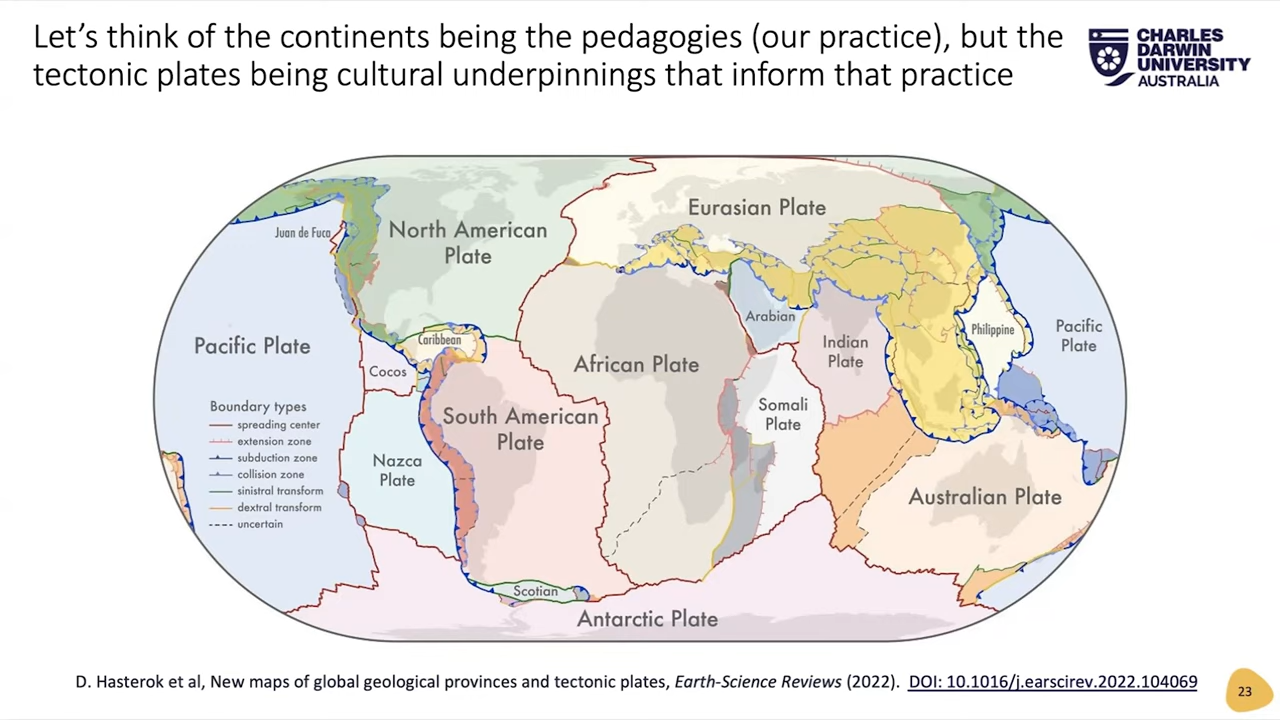 Let's think of the continents being the pedagogies (our practice), but the
tectonic plates being cultural underpinnings that inform that practice
CHARLES
DARWIN
UNIVERSITY
AUSTRALIA
Juan de Fuca
North American
Plate
Eurasian Plate
Pacific Plate
Caribbean
Cocos
African Plate
Arabian
Indian
Plate
Philippine
Pacific
Plate
Boundary types
spreading center
extension zone
subduction zone
collision zone
sinistral transform
dextral transform
uncertain
Nazca
Plate
South American
Plate
Somali
Plate
Australian Plate
Scotian
Antarctic Plate
D. Hasterok et al, New maps of global geological provinces and tectonic plates, Earth-Science Reviews (2022). DOI: 10.1016/j.earscirev.2022.104069
23